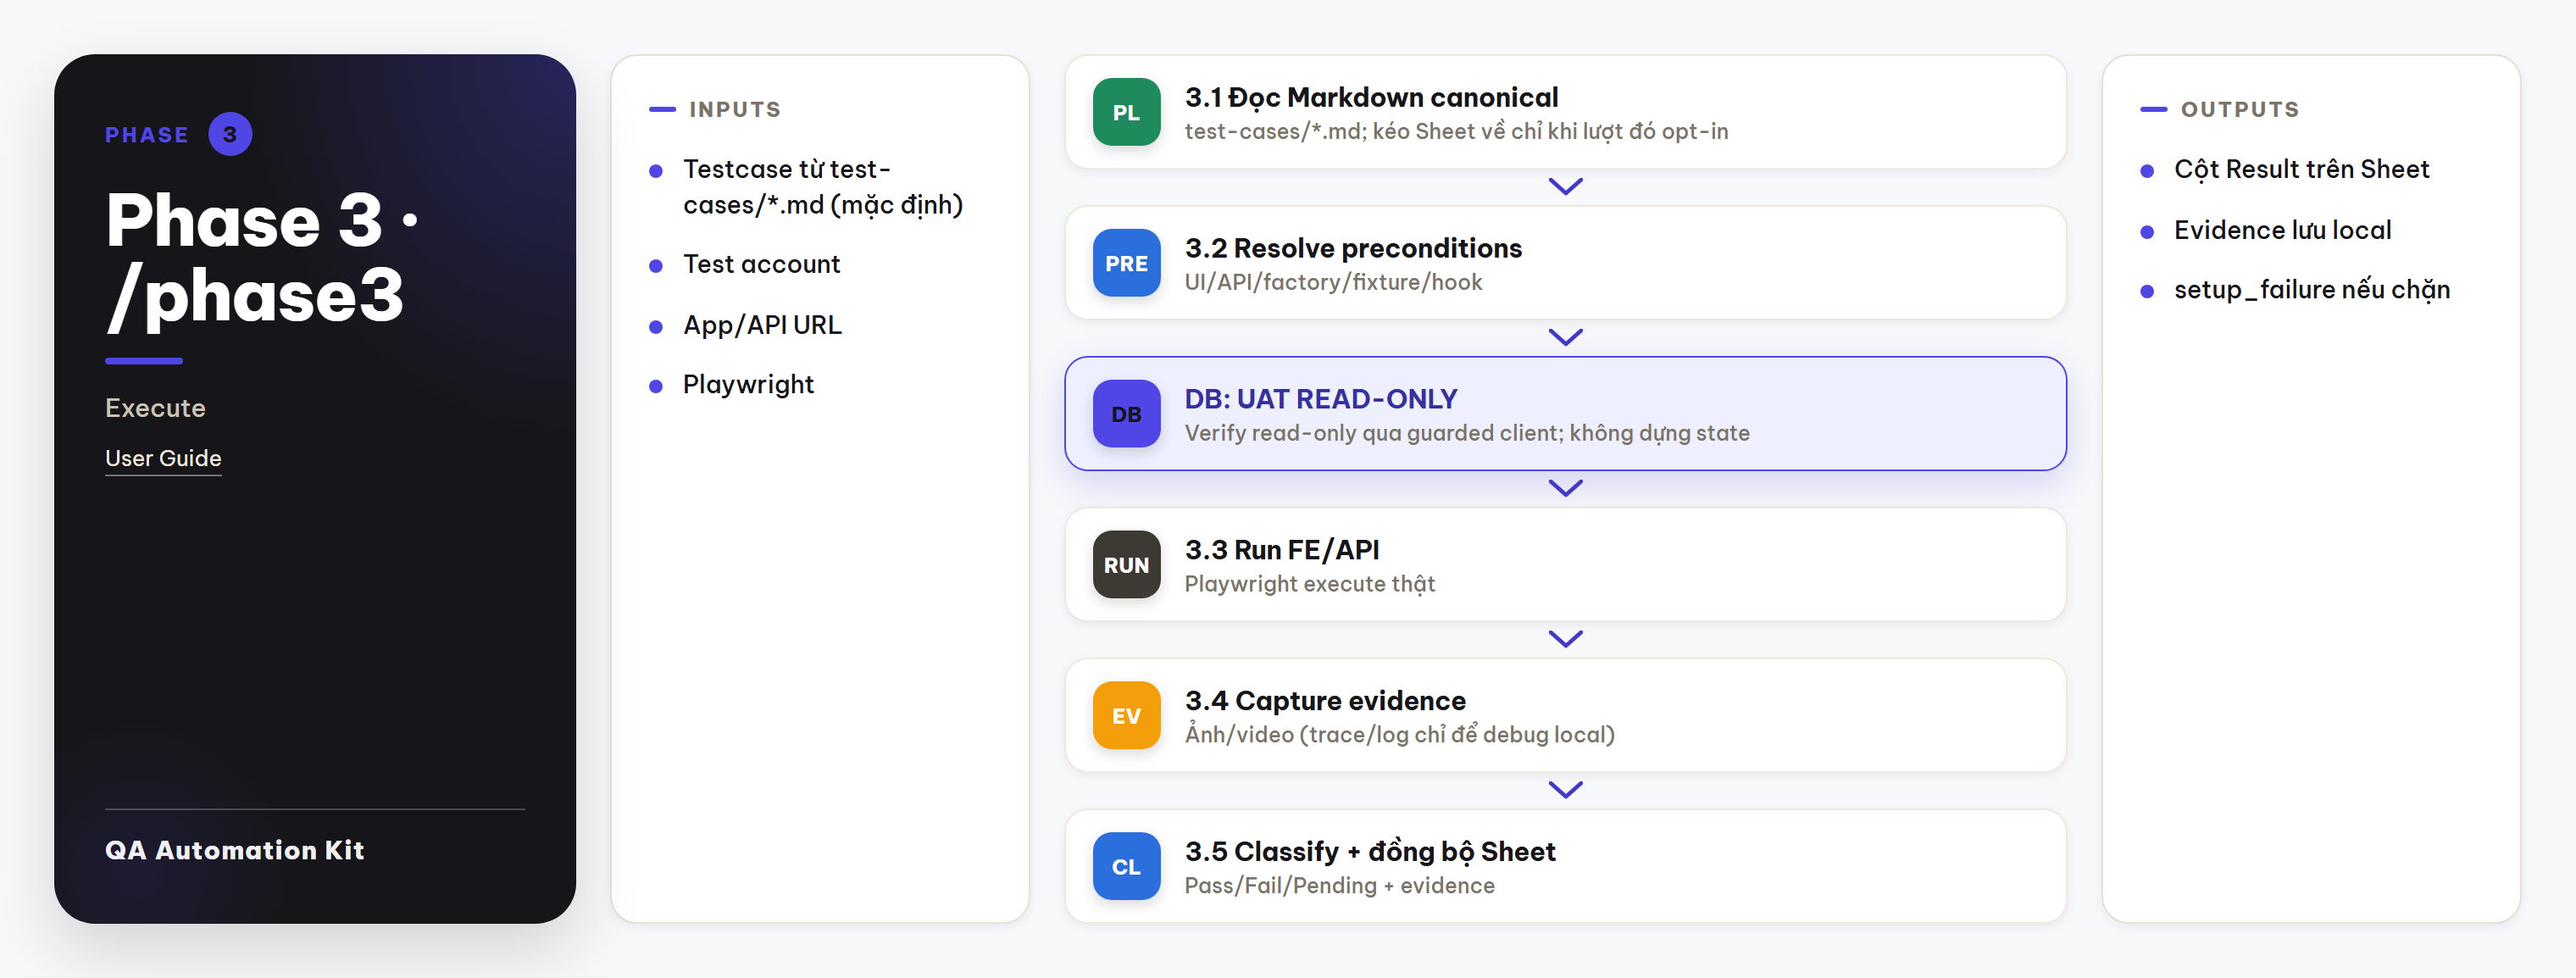 PHASE 3
Phase 3 ·
/phase3
Execute
User Guide
QA Automation Kit
INPUTS
Testcase từ test-
cases/*.md (mặc định)
Test account
App/API URL
Playwright
PL
3.1 Đọc Markdown canonical
test-cases/*.md; kéo Sheet về chỉ khi lượt đó opt-in
PRE
3.2 Resolve preconditions
UI/API/factory/fixture/hook
DB
DB: UAT READ-ONLY
Verify read-only qua guarded client; không dựng state
RUN
3.3 Run FE/API
Playwright execute thật
EV
3.4 Capture evidence
Ảnh/video (trace/log chỉ để debug local)
CL
3.5 Classify + đồng bộ Sheet
Pass/Fail/Pending + evidence
OUTPUTS
Cột Result trên Sheet
Evidence lưu local
setup_failure nếu chặn